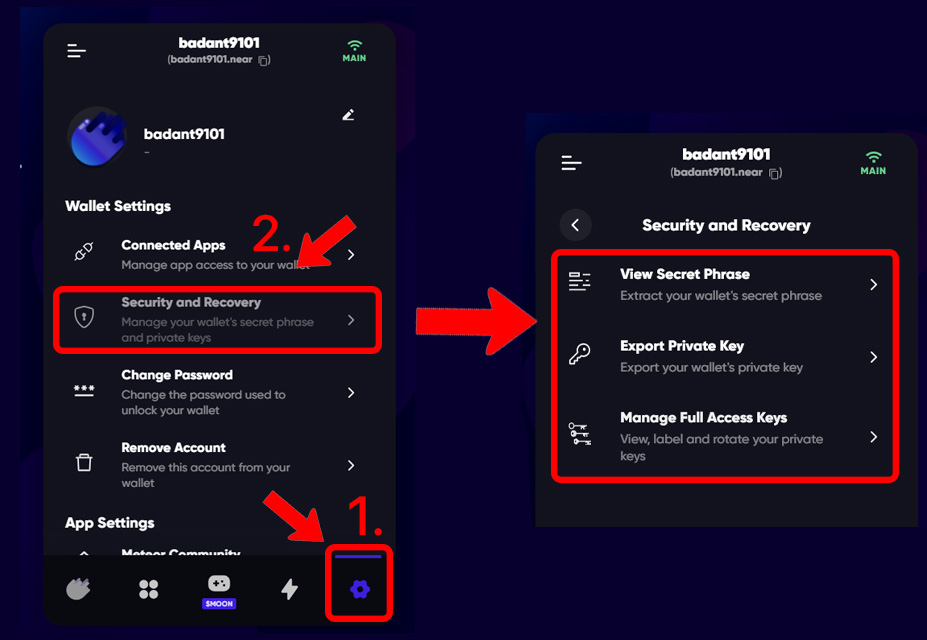 badant9101
(badant9101.near
MAIN
badant9101
-
Wallet Settings
2.
Connected Apps
Manage app access to your wallet
Security and Recovery
Manage your wallet's secret phrase
and private keys
Change Password
Change the password used to
unlock your wallet
Remove Account
Remove this account from your
wallet
App Settings
1.
Meteor Community
$MOON
badant9101
(badant9101.near
)
MAIN
Security and Recovery
View Secret Phrase
Extract your wallet's secret phrase
Export Private Key
Export your wallet's private key
Manage Full Access Keys
View, label and rotate your private
keys